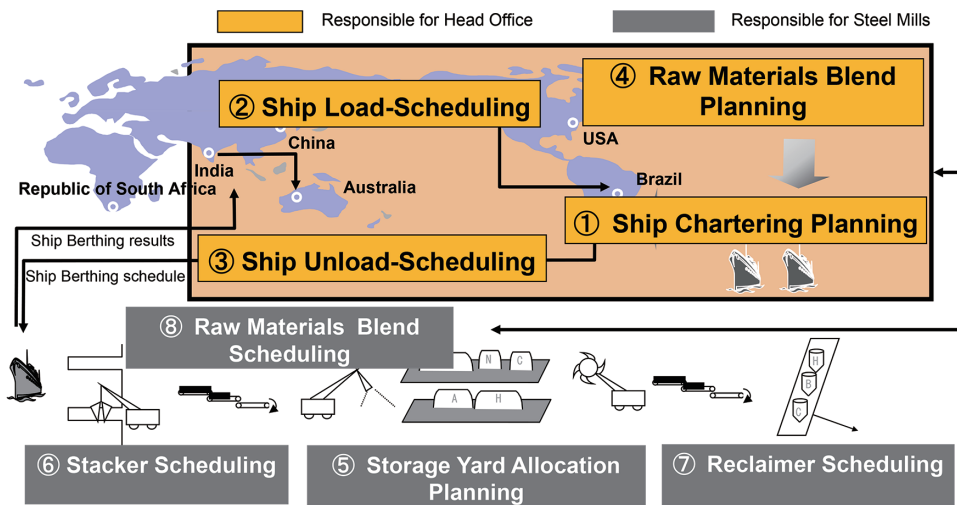 Responsible for Head Office
Responsible for Steel Mills
④ Raw Materials Blend
Planning
② Ship Load-Scheduling
USA
China
India
Republic of South Africa
Australia
Brazil
① Ship Chartering Planning
Ship Berthing results
③ Ship Unload-Scheduling
Ship Berthing schedule
⑧ Raw Materials Blend
Scheduling
N
C
A
H
H
B
C
⑥ Stacker Scheduling
⑤ Storage Yard Allocation
Planning
⑦ Reclaimer Scheduling